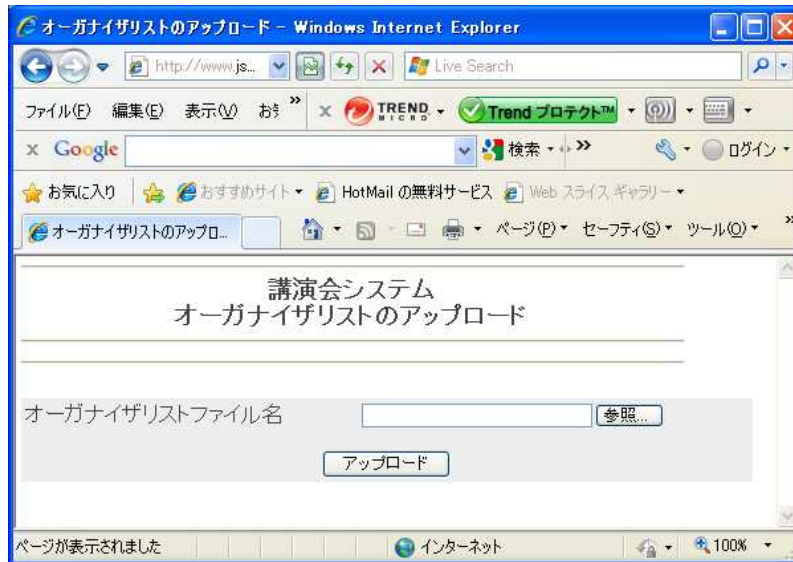 オーガナイザリストのアップロード - Windows Internet Explorer
http://www.js... Live Search
ファイル(F) 編集(E) 表示(V) お気 » x TREND MICRO Trend プロテクト™
x Google 検索 » ログイン
お気に入り おすすめサイト HotMail の無料サービス Web スライス ギャラリー
オーガナイザリストのアップロ... ページ(P) セーフティ(S) ツール(O) »
講演会システム
オーガナイザリストのアップロード
オーガナイザリストファイル名 参照...
アップロード
ページが表示されました インターネット 100%